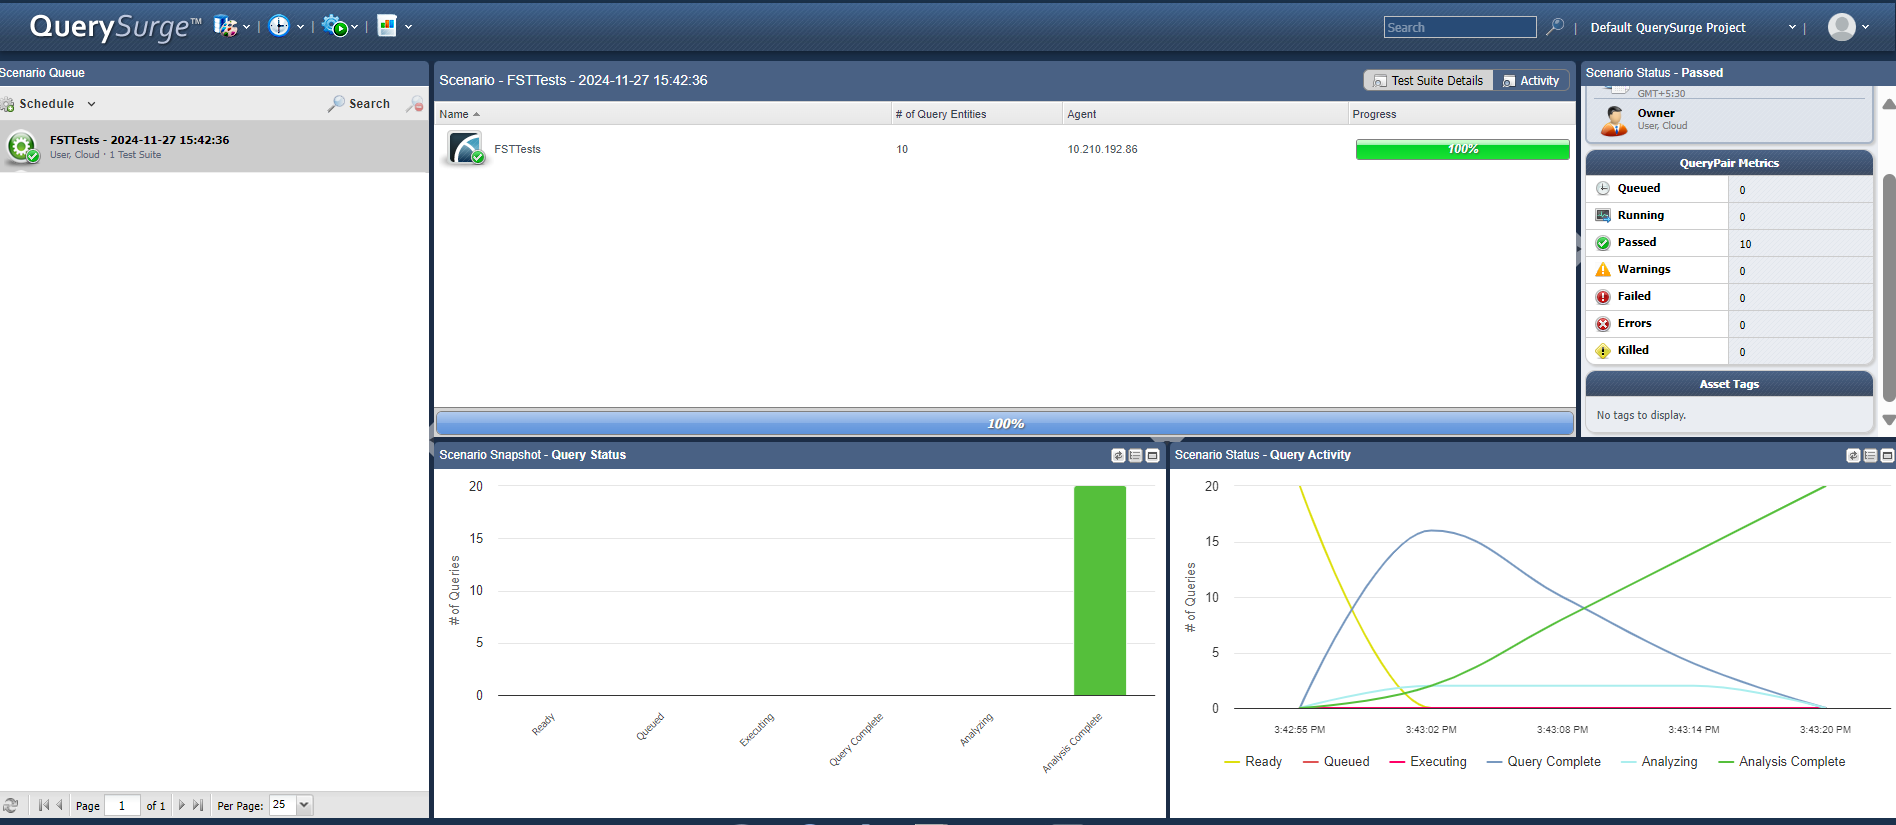 QuerySurge™
Search
Default QuerySurge Project
Scenario Queue
Schedule
Search
FSTTests - 2024-11-27 15:42:36
User, Cloud · 1 Test Suite
Page 1 of 1
Per Page: 25
Scenario - FSTTests - 2024-11-27 15:42:36
Test Suite Details
Activity
Name # of Query Entities Agent Progress
FSTTests 10 10.210.192.86 100%
100%
Scenario Status - Passed
GMT+5:30
Owner
User, Cloud
QueryPair Metrics
Queued 0
Running 0
Passed 10
Warnings 0
Failed 0
Errors 0
Killed 0
Asset Tags
No tags to display.
Scenario Snapshot - Query Status
# of Queries
20
15
10
5
0
Ready
Queued
Executing
Query Complete
Analyzing
Analysis Complete
Scenario Status - Query Activity
# of Queries
20
15
10
5
0
3:42:55 PM 3:43:02 PM 3:43:08 PM 3:43:14 PM 3:43:20 PM
Ready Queued Executing Query Complete Analyzing Analysis Complete